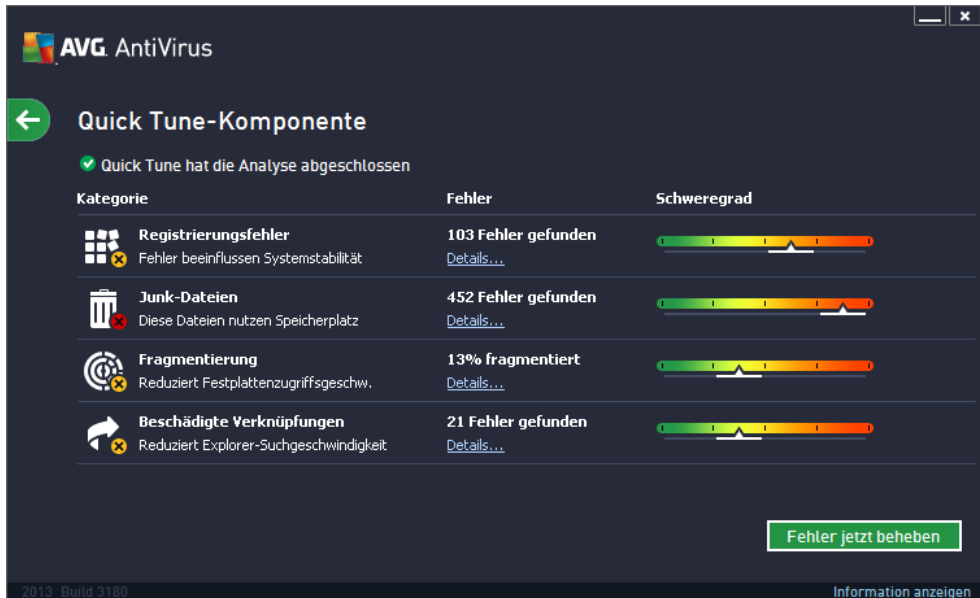 AVG. AntiVirus
Quick Tune-Komponente
Quick Tune hat die Analyse abgeschlossen
Kategorie Fehler Schweregrad
Registrierungsfehler 103 Fehler gefunden
Fehler beeinflussen Systemstabilität Details...
Junk-Dateien 452 Fehler gefunden
Diese Dateien nutzen Speicherplatz Details...
Fragmentierung 13% fragmentiert
Reduziert Festplattenzugriffsgeschw. Details...
Beschädigte Verknüpfungen 21 Fehler gefunden
Reduziert Explorer-Suchgeschwindigkeit Details...
Fehler jetzt beheben
2013 Build 3180 Information anzeigen